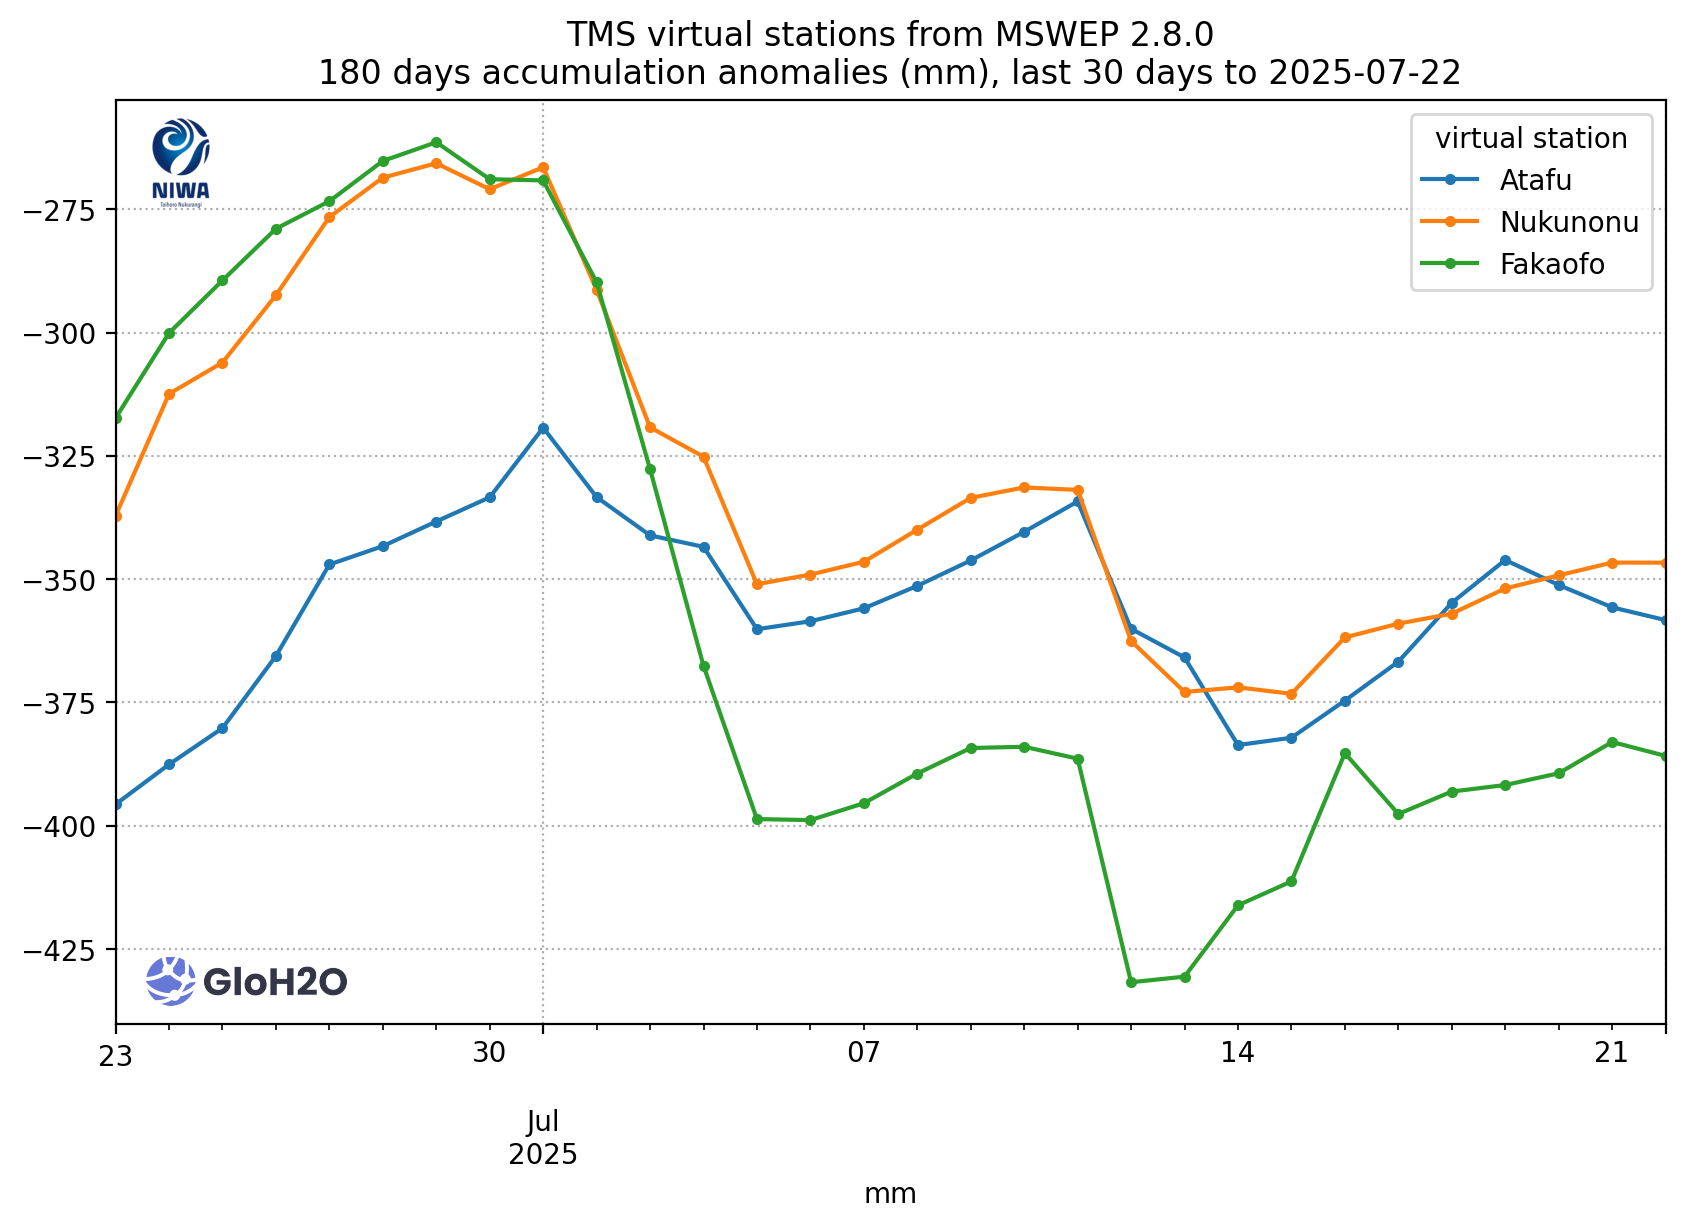 TMS virtual stations from MSWEP 2.8.0
180 days accumulation anomalies (mm), last 30 days to 2025-07-22
NIWA
Taihoro Nukurangi
virtual station
Atafu
Nukunonu
Fakaofo
−275
−300
−325
−350
−375
−400
−425
GloH2O
23
30
07
14
21
Jul
2025
mm